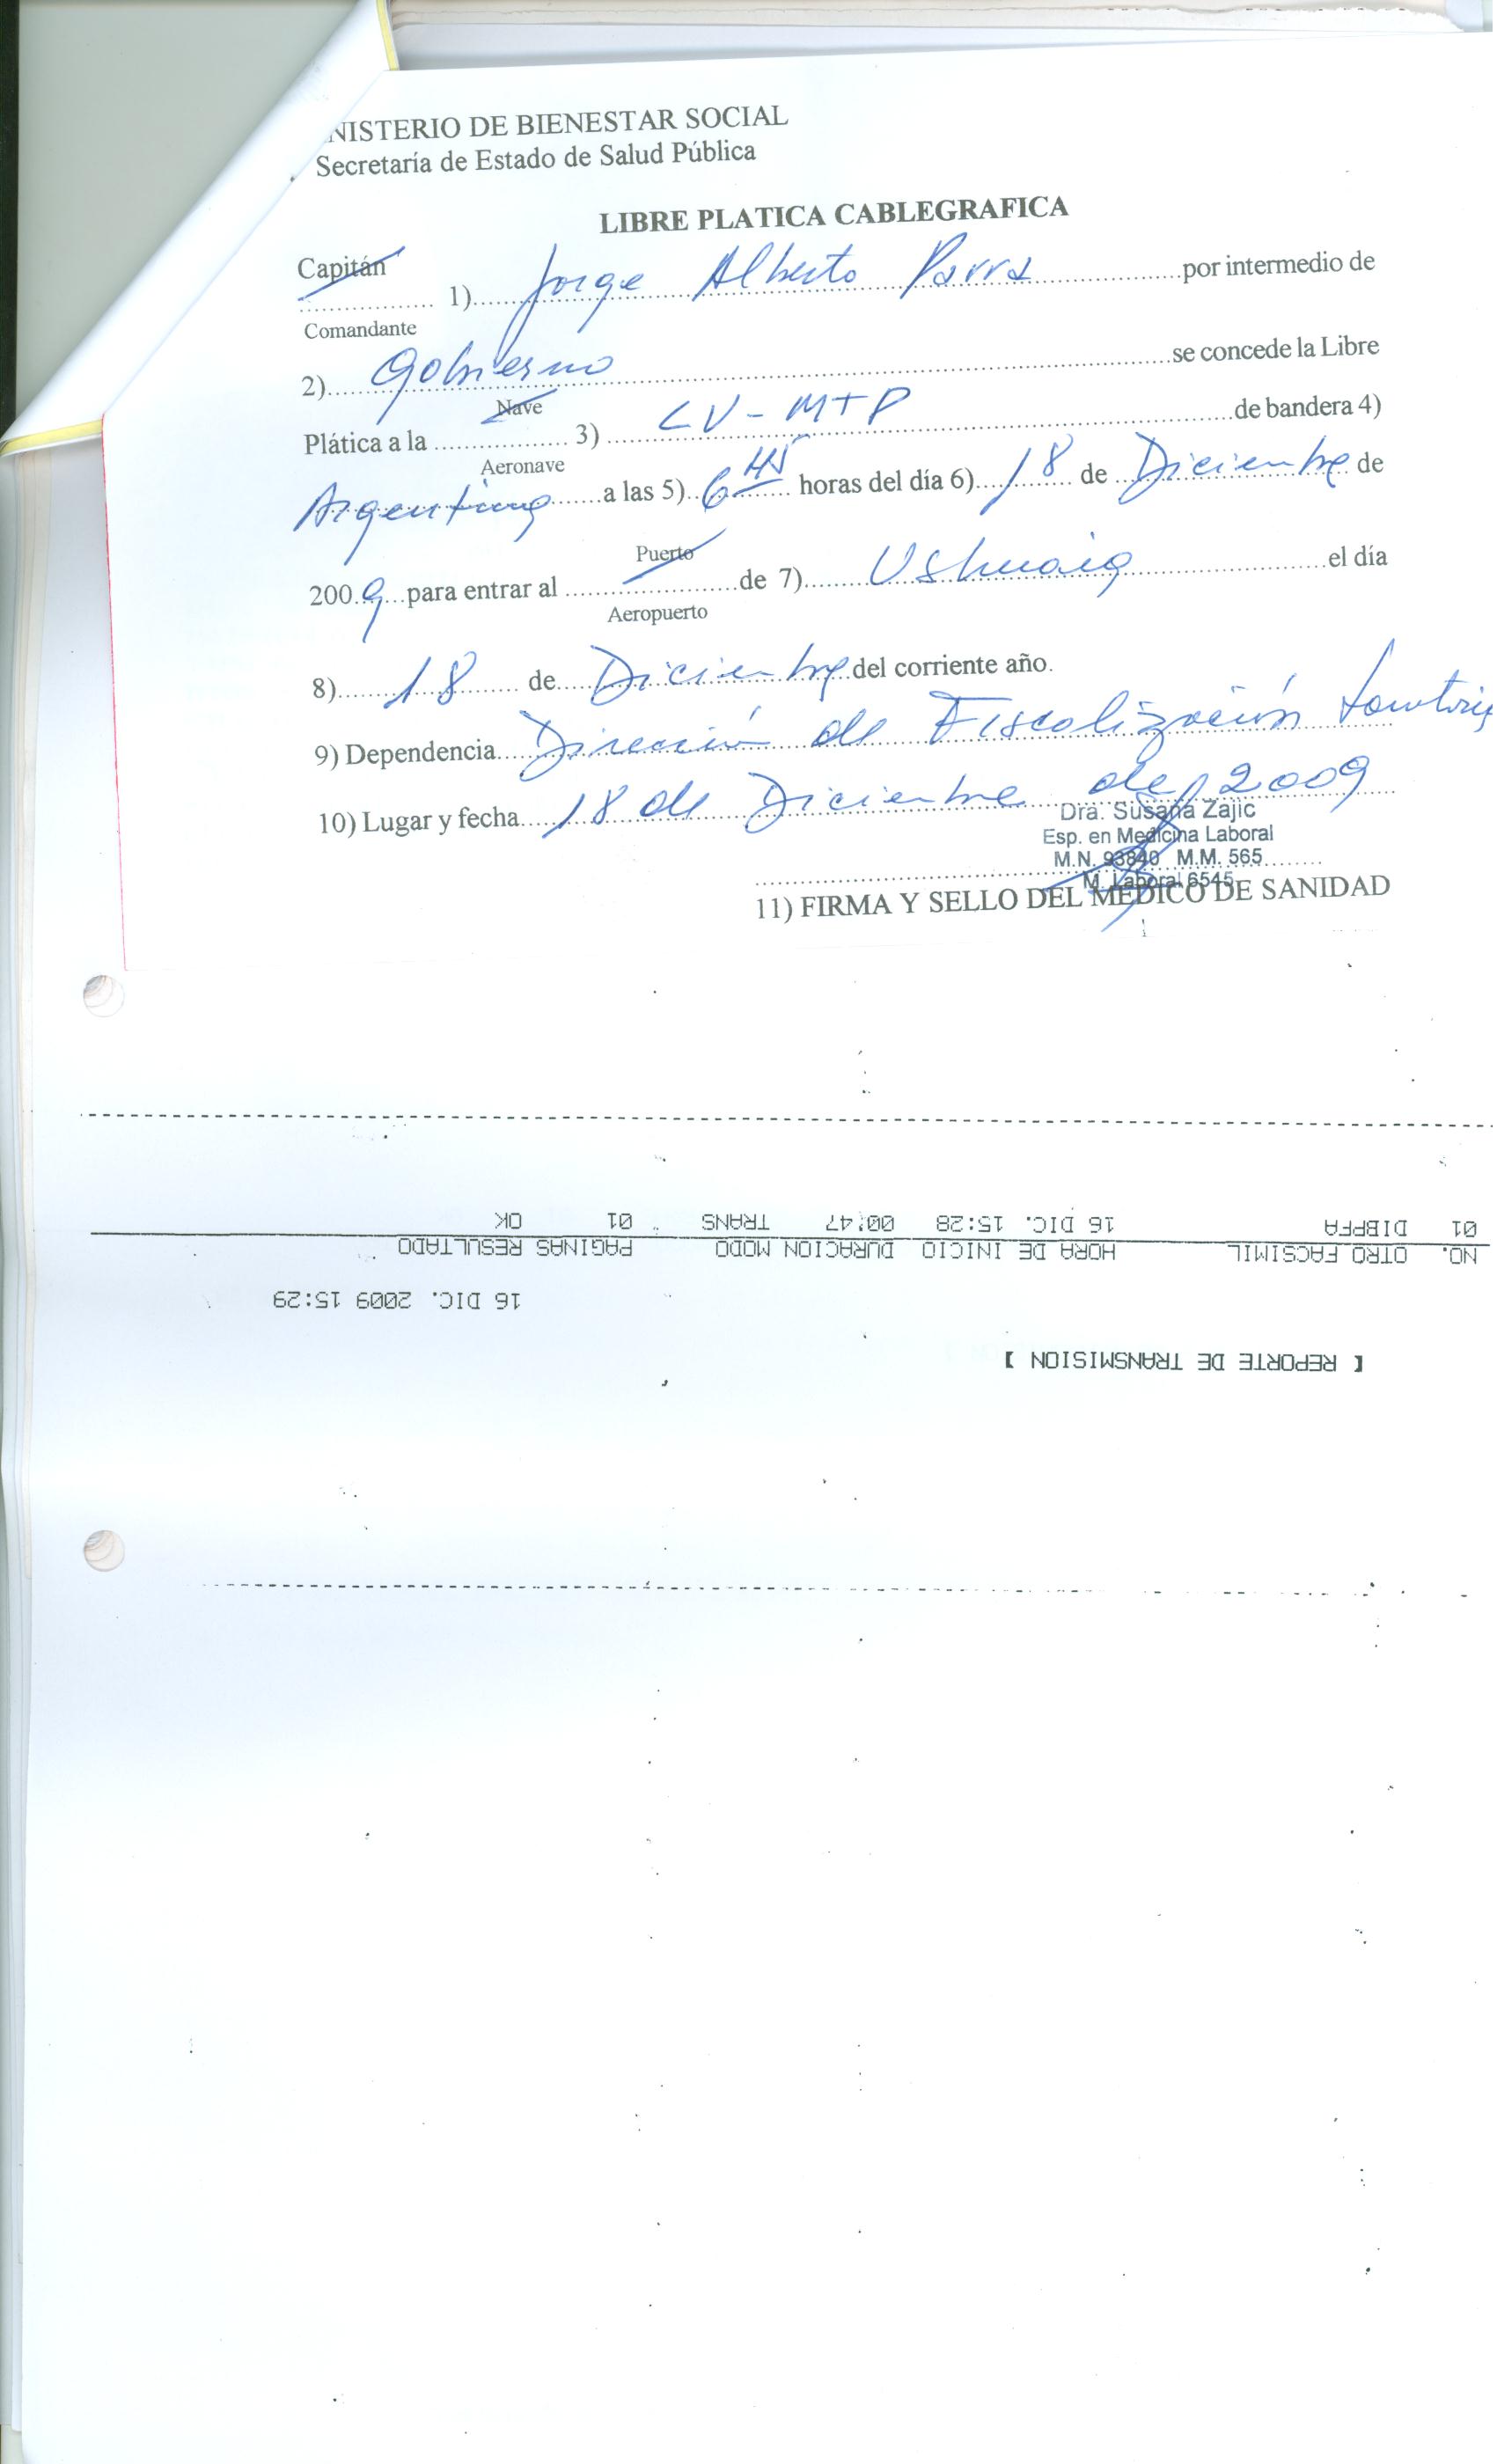 NISTERIO DE BIENESTAR SOCIAL
Secretaría de Estado de Salud Pública
LIBRE PLATICA CABLEGRAFICA
Capitán
1) Jorge Alberto Parra por intermedio de
Comandante
2) Gobierno se concede la Libre
Nave
Plática a la 3) LV-MTP de bandera 4)
Aeronave
Argentina a las 5) 6 45 horas del día 6) 18 de Diciembre de
Puerto
2009 para entrar al de 7) Ushuaia el día
Aeropuerto
8) 18 de Diciembre del corriente año.
9) Dependencia Dirección de Fiscalización
10) Lugar y fecha 18 de Diciembre de 2009
Dra. Susana Zajic
Esp. en Medicina Laboral
M.N. 93840 M.M. 565
M. Laboral 6545
11) FIRMA Y SELLO DEL MEDICO DE SANIDAD
[ REPORTE DE TRANSMISION ]
16 DIC. 2009 15:29
NO. OTRO FACSIMIL HORA DE INICIO DURACION MODO PAGINAS RESULTADO
01 DIBPFA 16 DIC. 15:28 00:47 TRANS 01 OK